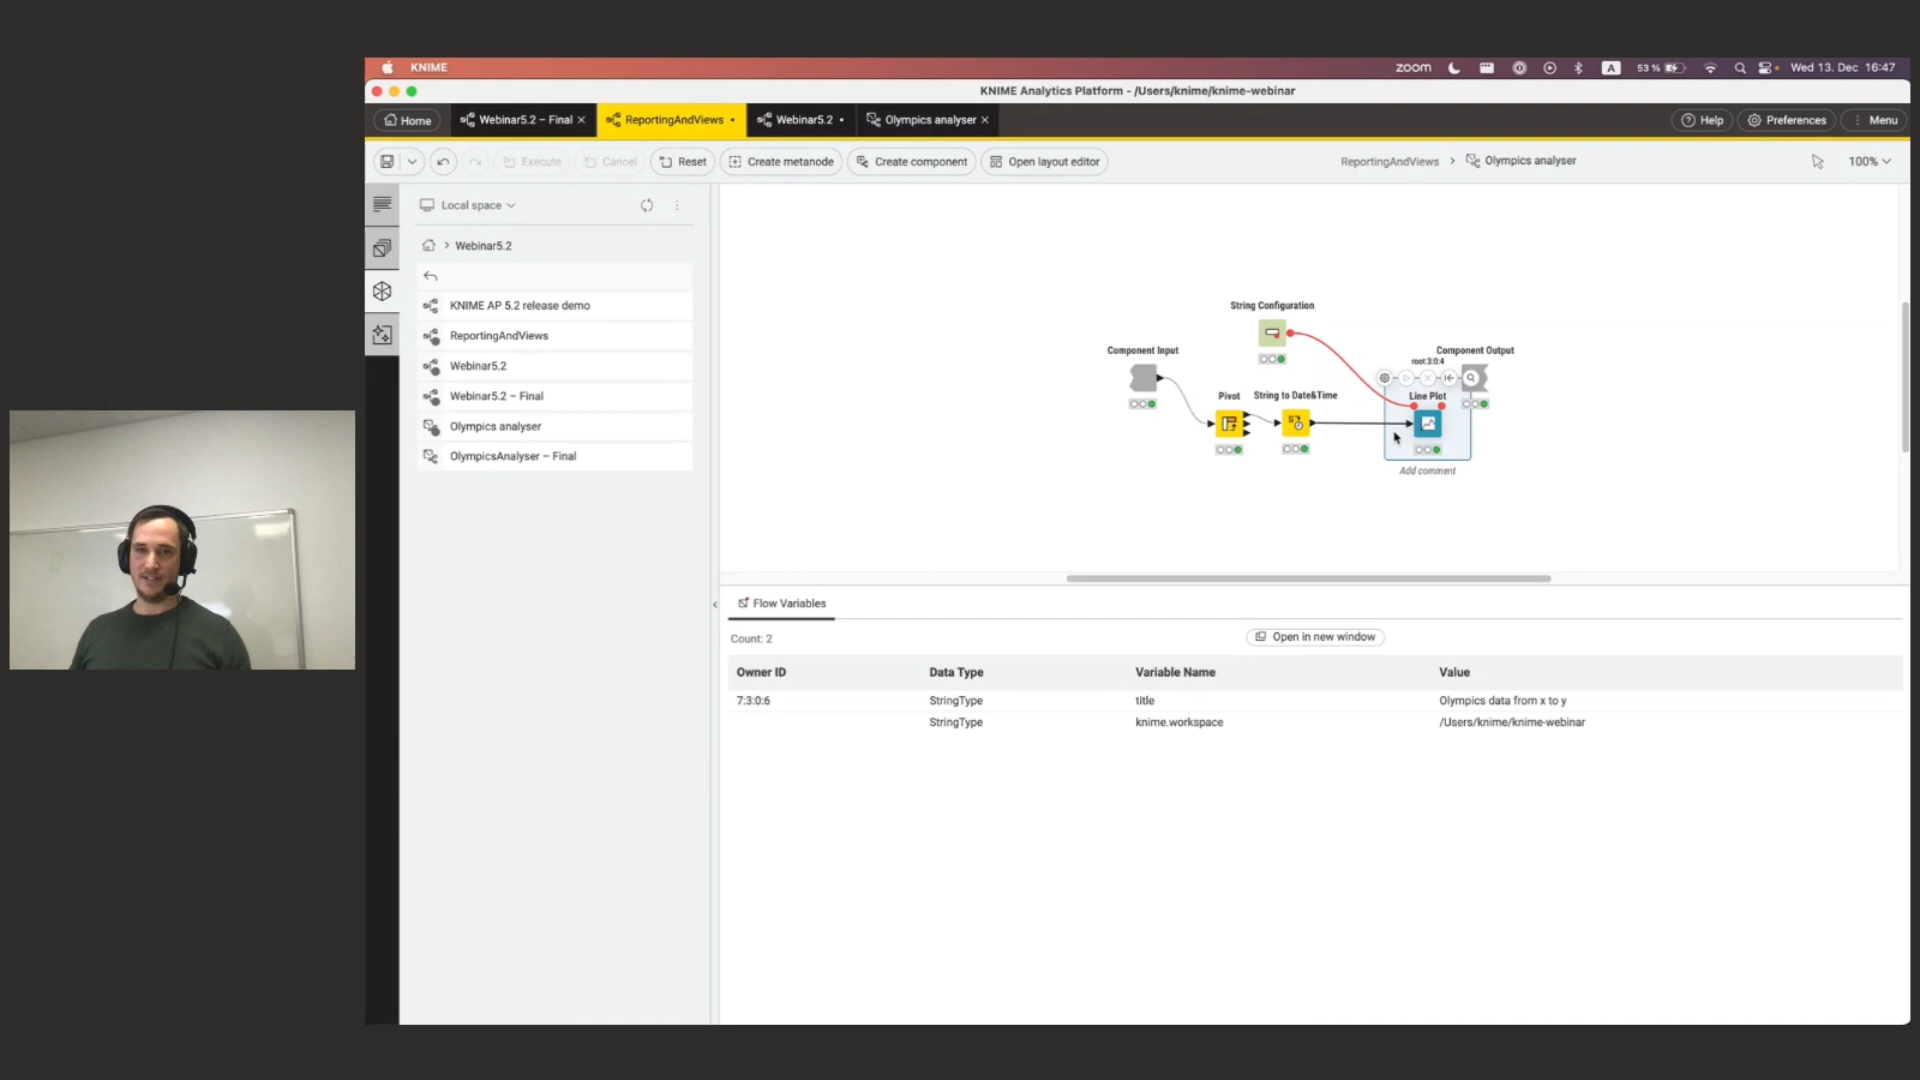 KNIME
zoom
A
53 %
Wed 13. Dec 16:47
KNIME Analytics Platform - /Users/knime/knime-webinar
Home
Webinar5.2 – Final
ReportingAndViews
Webinar5.2
Olympics analyser
Help
Preferences
Menu
Execute
Cancel
Reset
Create metanode
Create component
Open layout editor
ReportingAndViews > Olympics analyser
100%
Local space
> Webinar5.2
KNIME AP 5.2 release demo
ReportingAndViews
Webinar5.2
Webinar5.2 – Final
Olympics analyser
OlympicsAnalyser – Final
String Configuration
Component Input
Component Output
root:3:0:4
Pivot
String to Date&Time
Line Plot
Add comment
Flow Variables
Count: 2
Open in new window
Owner ID Data Type Variable Name Value
7:3:0:6 StringType title Olympics data from x to y
StringType knime.workspace /Users/knime/knime-webinar